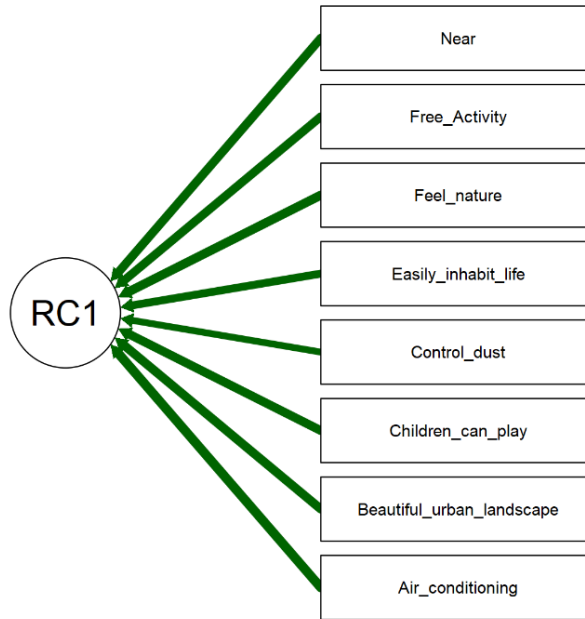 Near
Free_Activity
Feel_nature
Easily_inhabit_life
RC1
Control_dust
Children_can_play
Beautiful_urban_landscape
Air_conditioning